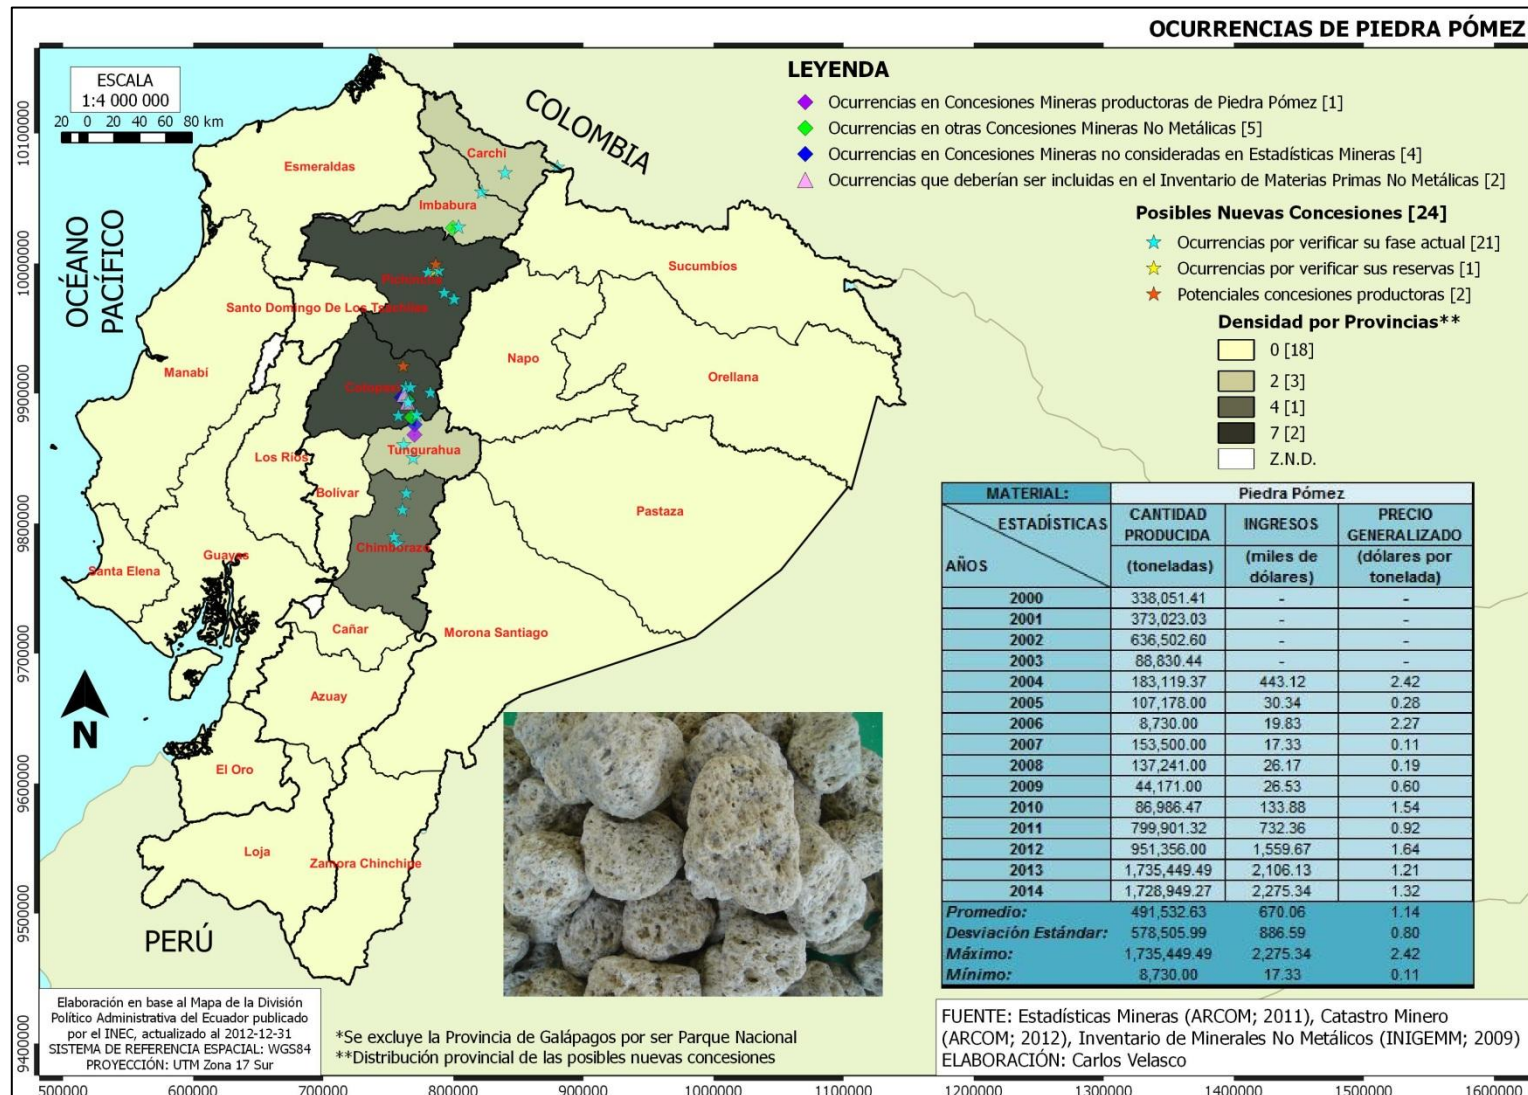 OCURRENCIAS DE PIEDRA PÓMEZ
ESCALA
1:4 000 000
20 0 20 40 60 80 km
OCÉANO
PACÍFICO
COLOMBIA
PERÚ
N
Esmeraldas
Carchi
Imbabura
Pichincha
Sucumbíos
Santo Domingo De Los Tsáchilas
Manabí
Napo
Orellana
Cotopaxi
Los Ríos
Tungurahua
Bolívar
Pastaza
Guayas
Santa Elena
Chimborazo
Cañar
Morona Santiago
Azuay
El Oro
Loja
Zamora Chinchipe
LEYENDA
Ocurrencias en Concesiones Mineras productoras de Piedra Pómez [1]
Ocurrencias en otras Concesiones Mineras No Metálicas [5]
Ocurrencias en Concesiones Mineras no consideradas en Estadísticas Mineras [4]
Ocurrencias que deberían ser incluidas en el Inventario de Materias Primas No Metálicas [2]
Posibles Nuevas Concesiones [24]
Ocurrencias por verificar su fase actual [21]
Ocurrencias por verificar sus reservas [1]
Potenciales concesiones productoras [2]
Densidad por Provincias**
0 [18]
2 [3]
4 [1]
7 [2]
Z.N.D.
MATERIAL: Piedra Pómez
ESTADÍSTICAS
AÑOS
CANTIDAD
PRODUCIDA
(toneladas)
INGRESOS
(miles de
dólares)
PRECIO
GENERALIZADO
(dólares por
tonelada)
2000 338,051.41 - -
2001 373,023.03 - -
2002 636,502.60 - -
2003 88,830.44 - -
2004 183,119.37 443.12 2.42
2005 107,178.00 30.34 0.28
2006 8,730.00 19.83 2.27
2007 153,500.00 17.33 0.11
2008 137,241.00 26.17 0.19
2009 44,171.00 26.53 0.60
2010 86,986.47 133.88 1.54
2011 799,901.32 732.36 0.92
2012 951,356.00 1,559.67 1.64
2013 1,735,449.49 2,106.13 1.21
2014 1,728,949.27 2,275.34 1.32
Promedio: 491,532.63 670.06 1.14
Desviación Estándar: 578,505.99 886.59 0.80
Máximo: 1,735,449.49 2,275.34 2.42
Mínimo: 8,730.00 17.33 0.11
Elaboración en base al Mapa de la División
Político Administrativa del Ecuador publicado
por el INEC, actualizado al 2012-12-31
SISTEMA DE REFERENCIA ESPACIAL: WGS84
PROYECCIÓN: UTM Zona 17 Sur
*Se excluye la Provincia de Galápagos por ser Parque Nacional
**Distribución provincial de las posibles nuevas concesiones
FUENTE: Estadísticas Mineras (ARCOM; 2011), Catastro Minero
(ARCOM; 2012), Inventario de Minerales No Metálicos (INIGEMM; 2009)
ELABORACIÓN: Carlos Velasco
10100000
10000000
9900000
9800000
9700000
9600000
9500000
9400000
500000 600000 700000 800000 900000 1000000 1100000 1200000 1300000 1400000 1500000 1600000